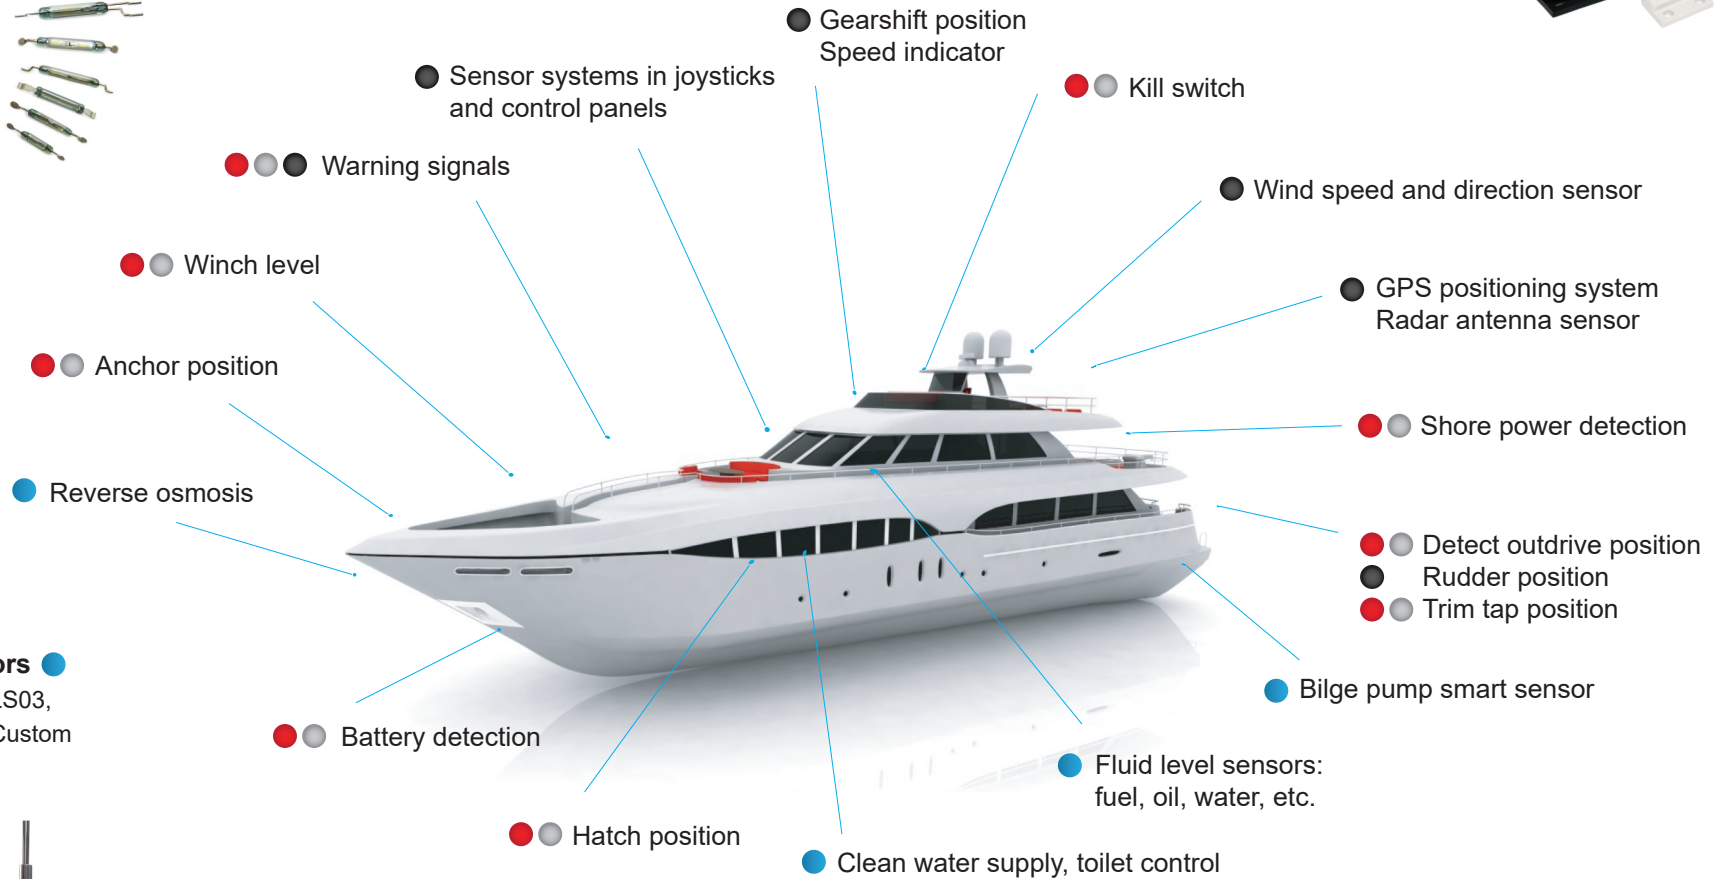 Gearshift position
Speed indicator
Sensor systems in joysticks
and control panels
Kill switch
Warning signals
Wind speed and direction sensor
Winch level
GPS positioning system
Radar antenna sensor
Anchor position
Shore power detection
Reverse osmosis
Detect outdrive position
Rudder position
Trim tap position
ors
LS03,
Custom
Bilge pump smart sensor
Battery detection
Fluid level sensors:
fuel, oil, water, etc.
Hatch position
Clean water supply, toilet control